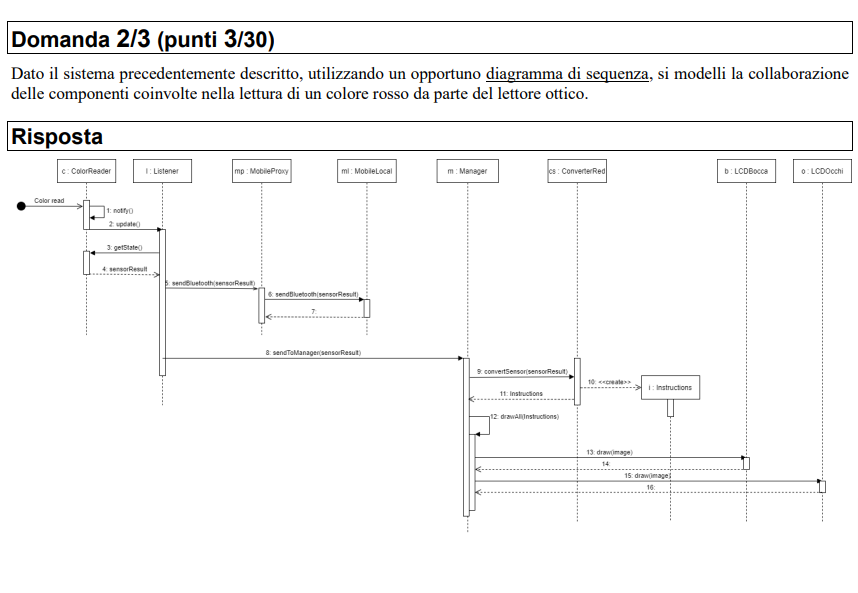 Domanda 2/3 (punti 3/30)
Dato il sistema precedentemente descritto, utilizzando un opportuno diagramma di sequenza, si modelli la collaborazione
delle componenti coinvolte nella lettura di un colore rosso da parte del lettore ottico.
Risposta
c : ColorReader
l : Listener
mp : MobileProxy
ml : MobileLocal
m : Manager
cs : ConverterRed
b : LCDBocca
o : LCDOcchi
Color read
1: notify()
2: update()
3: getState()
4: sensorResult
5: sendBluetooth(sensorResult)
6: sendBluetooth(sensorResult)
7:
8: sendToManager(sensorResult)
9: convertSensor(sensorResult)
10: <<create>>
i : Instructions
11: Instructions
12: drawAll(Instructions)
13: draw(image)
14:
15: draw(image)
16: